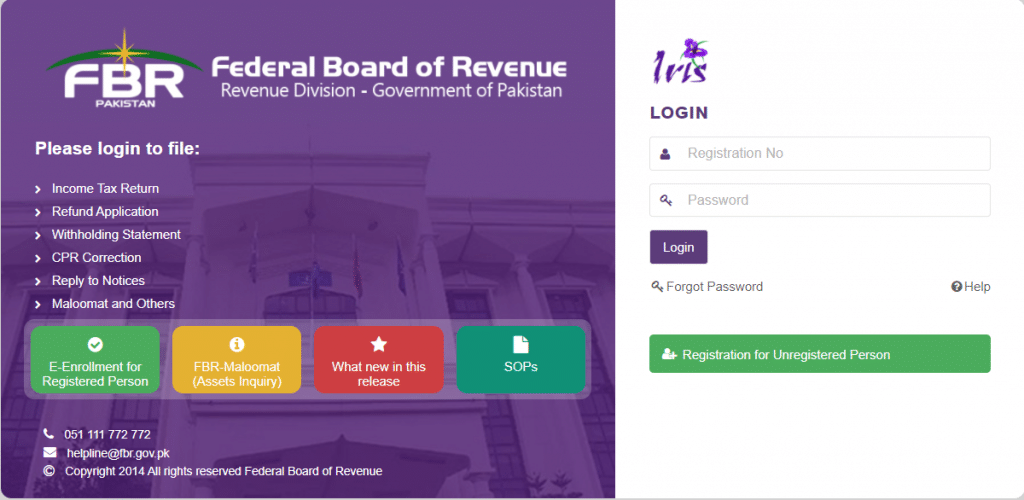 FBR
PAKISTAN
Federal Board of Revenue
Revenue Division - Government of Pakistan
Please login to file:
Income Tax Return
Refund Application
Withholding Statement
CPR Correction
Reply to Notices
Maloomat and Others
E-Enrollment for
Registered Person
FBR-Maloomat
(Assets Inquiry)
What new in this
release
SOPs
051 111 772 772
helpline@fbr.gov.pk
© Copyright 2014 All rights reserved Federal Board of Revenue
Iris
LOGIN
Registration No
Password
Login
Forgot Password
Help
Registration for Unregistered Person